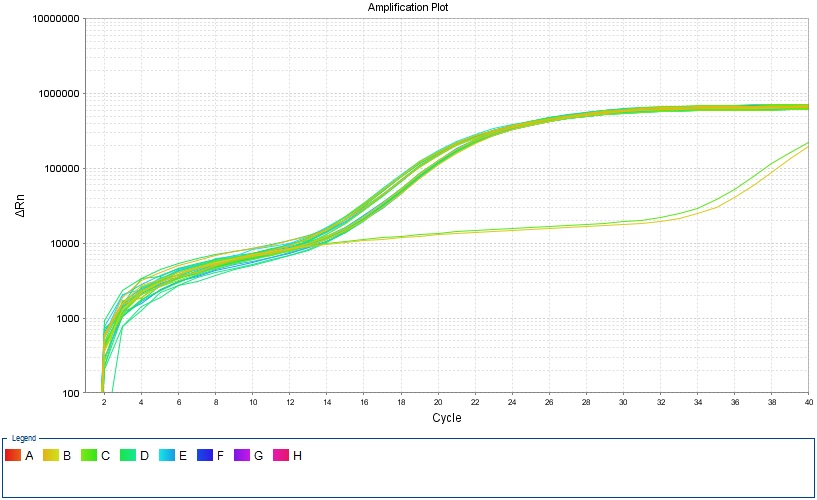 Amplification Plot
10000000
1000000
100000
10000
1000
100
ΔRn
2 4 6 8 10 12 14 16 18 20 22 24 26 28 30 32 34 36 38 40
Cycle
Legend
A B C D E F G H